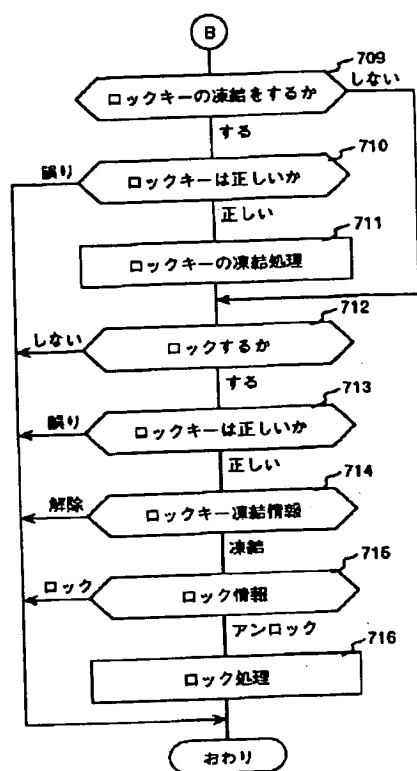 B
709
ロックキーの凍結をするか
しない
する
710
誤り
ロックキーは正しいか
正しい
711
ロックキーの凍結処理
712
しない
ロックするか
する
713
誤り
ロックキーは正しいか
正しい
714
解除
ロックキー凍結情報
凍結
715
ロック
ロック情報
アンロック
716
ロック処理
おわり